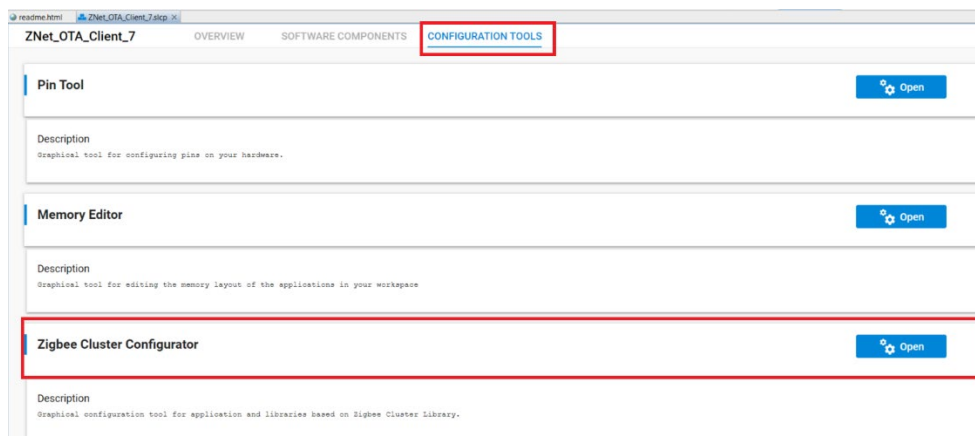 readme.html ZNet_OTA_Client_7.slcp
ZNet_OTA_Client_7 OVERVIEW SOFTWARE COMPONENTS CONFIGURATION TOOLS
Pin Tool Open
Description
Graphical tool for configuring pins on your hardware.
Memory Editor Open
Description
Graphical tool for editing the memory layout of the applications in your workspace
Zigbee Cluster Configurator Open
Description
Graphical configuration tool for application and libraries based on Zigbee Cluster Library.